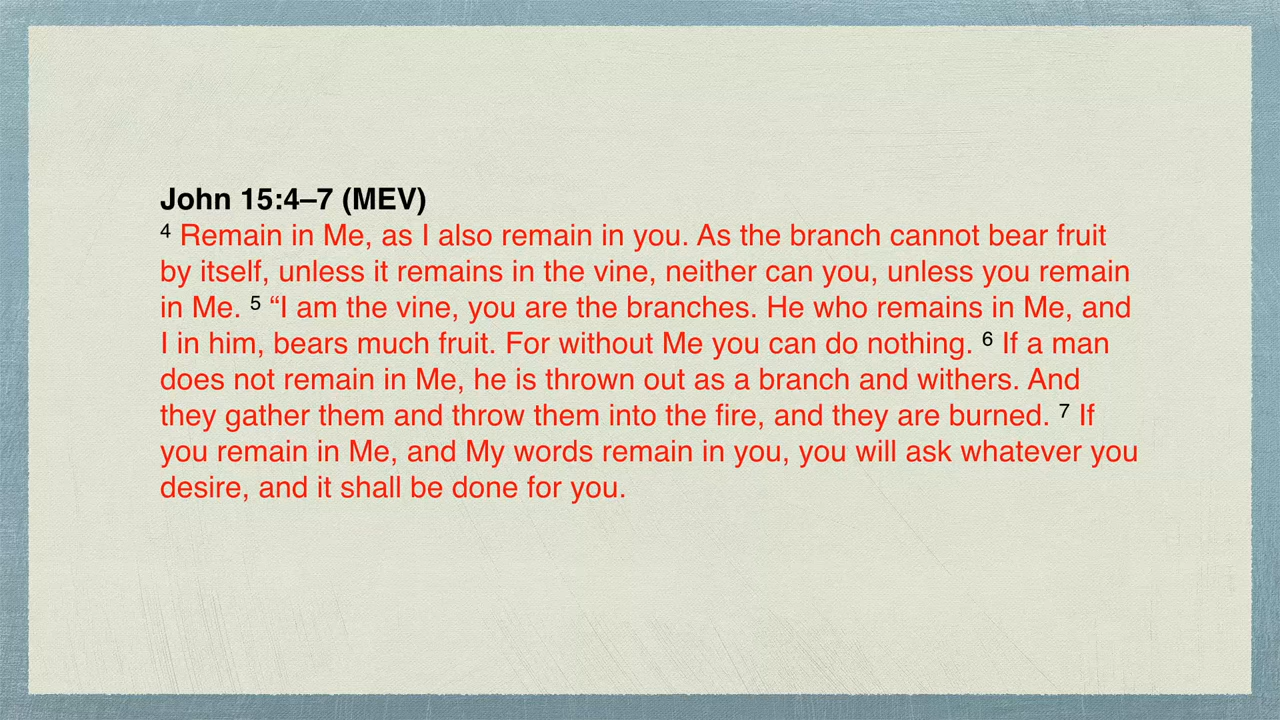 John 15:4–7 (MEV)
4 Remain in Me, as I also remain in you. As the branch cannot bear fruit
by itself, unless it remains in the vine, neither can you, unless you remain
in Me. 5 “I am the vine, you are the branches. He who remains in Me, and
I in him, bears much fruit. For without Me you can do nothing. 6 If a man
does not remain in Me, he is thrown out as a branch and withers. And
they gather them and throw them into the fire, and they are burned. 7 If
you remain in Me, and My words remain in you, you will ask whatever you
desire, and it shall be done for you.